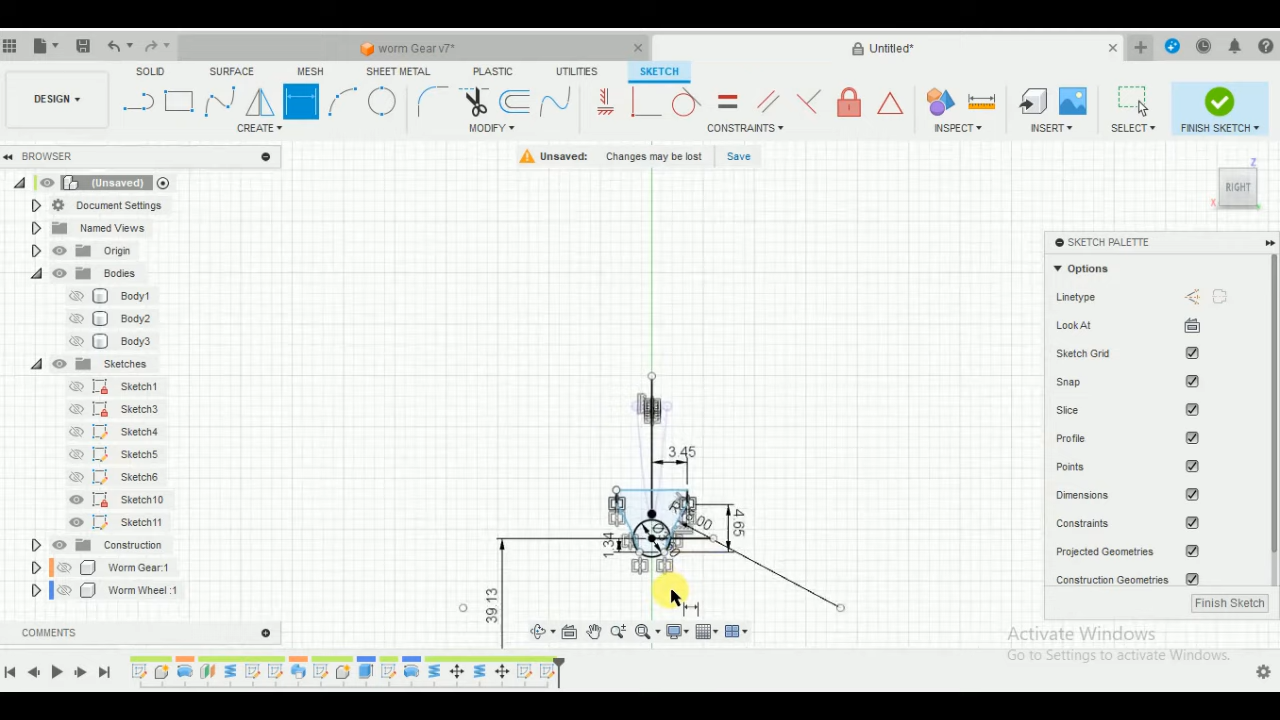 worm Gear v7*
Untitled*
DESIGN
SOLID
SURFACE
MESH
SHEET METAL
PLASTIC
UTILITIES
SKETCH
CREATE
MODIFY
CONSTRAINTS
INSPECT
INSERT
SELECT
FINISH SKETCH
BROWSER
Unsaved: Changes may be lost Save
(Unsaved)
Document Settings
Named Views
Origin
Bodies
Body1
Body2
Body3
Sketches
Sketch1
Sketch3
Sketch4
Sketch5
Sketch6
Sketch10
Sketch11
Construction
Worm Gear:1
Worm Wheel :1
COMMENTS
Z
RIGHT
X
3.45
4.65
1.34
39.13
SKETCH PALETTE
Options
Linetype
Look At
Sketch Grid
Snap
Slice
Profile
Points
Dimensions
Constraints
Projected Geometries
Construction Geometries
Finish Sketch
Activate Windows
Go to Settings to activate Windows.